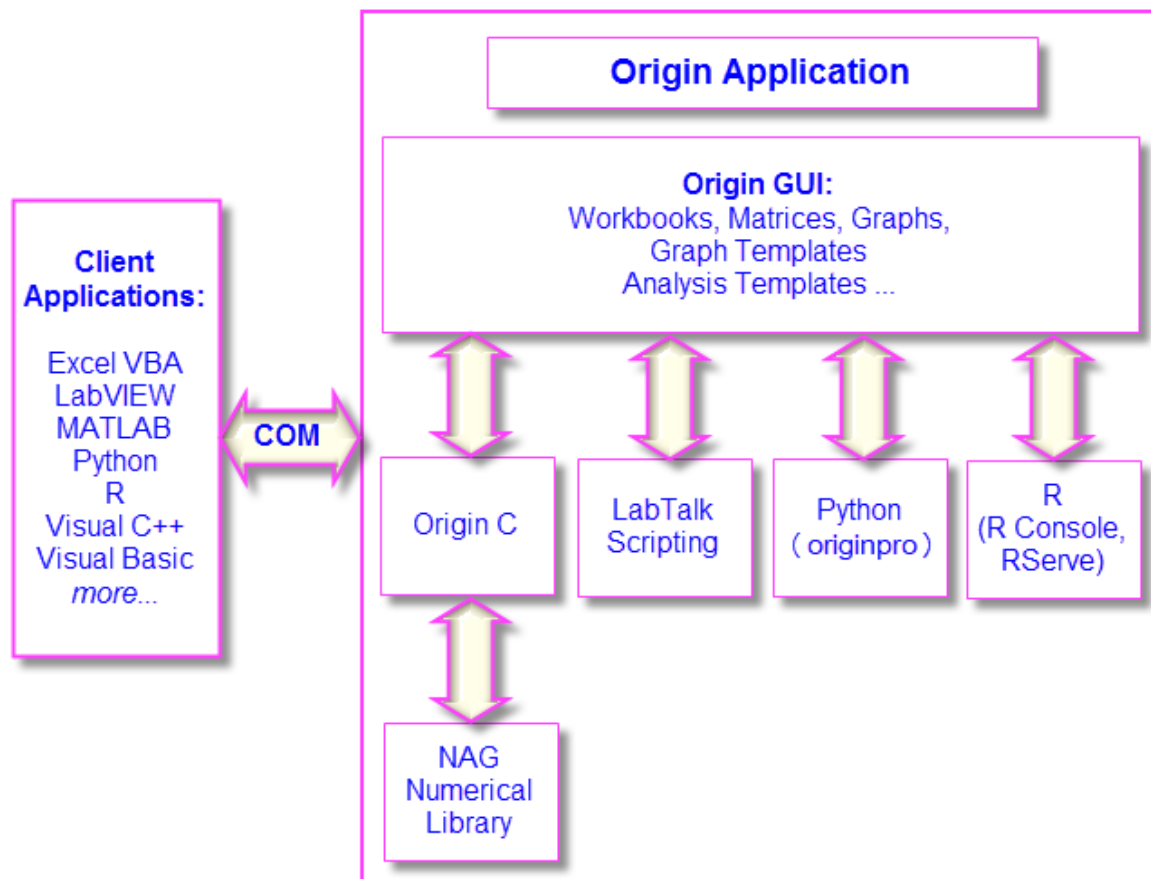 Origin Application
Origin GUI:
Workbooks, Matrices, Graphs,
Graph Templates
Analysis Templates ...
Client
Applications:
Excel VBA
LabVIEW
MATLAB
Python
R
Visual C++
Visual Basic
more...
COM
Origin C
LabTalk
Scripting
Python
( originpro )
R
(R Console,
RServe)
NAG
Numerical
Library